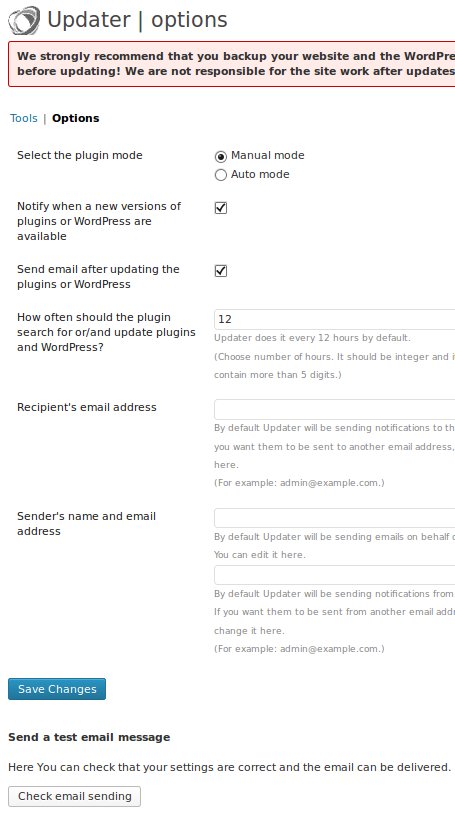 Updater | options
We strongly recommend that you backup your website and the WordPre
before updating! We are not responsible for the site work after updates
Tools | Options
Select the plugin mode
Manual mode
Auto mode
Notify when a new versions of
plugins or WordPress are
available
Send email after updating the
plugins or WordPress
How often should the plugin
search for or/and update plugins
and WordPress?
12
Updater does it every 12 hours by default.
(Choose number of hours. It should be integer and i
contain more than 5 digits.)
Recipient's email address
By default Updater will be sending notifications to th
you want them to be sent to another email address,
here.
(For example: admin@example.com.)
Sender's name and email
address
By default Updater will be sending emails on behalf o
You can edit it here.
By default Updater will be sending notifications from
If you want them to be sent from another email addr
change it here.
(For example: admin@example.com.)
Save Changes
Send a test email message
Here You can check that your settings are correct and the email can be delivered.
Check email sending